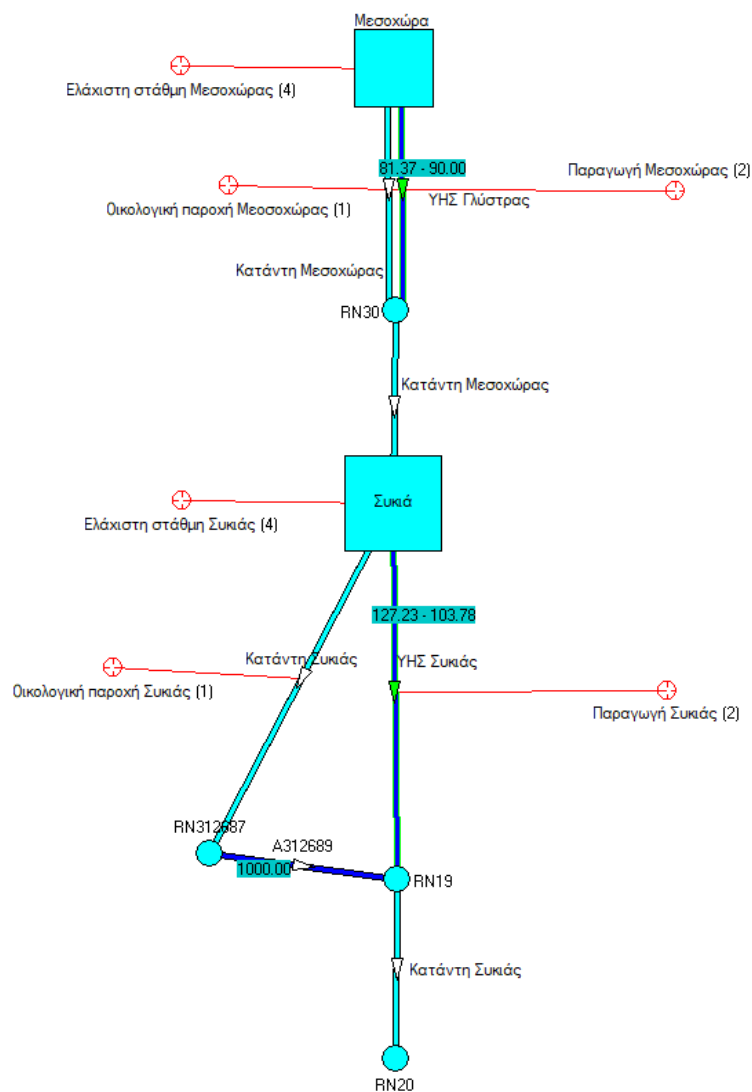 Μεσοχώρα
Ελάχιστη στάθμη Μεσοχώρας (4)
81.37 - 90.00
Παραγωγή Μεσοχώρας (2)
Οικολογική παροχή Μεοσοχώρας (1)
ΥΗΣ Γλύστρας
Κατάντη Μεσοχώρας
RN30
Κατάντη Μεσοχώρας
Συκιά
Ελάχιστη στάθμη Συκιάς (4)
127.23 - 103.78
Κατάντη Συκιάς
ΥΗΣ Συκιάς
Οικολογική παροχή Συκιάς (1)
Παραγωγή Συκιάς (2)
RN312687
A312689
1000.00
RN19
Κατάντη Συκιάς
RN20